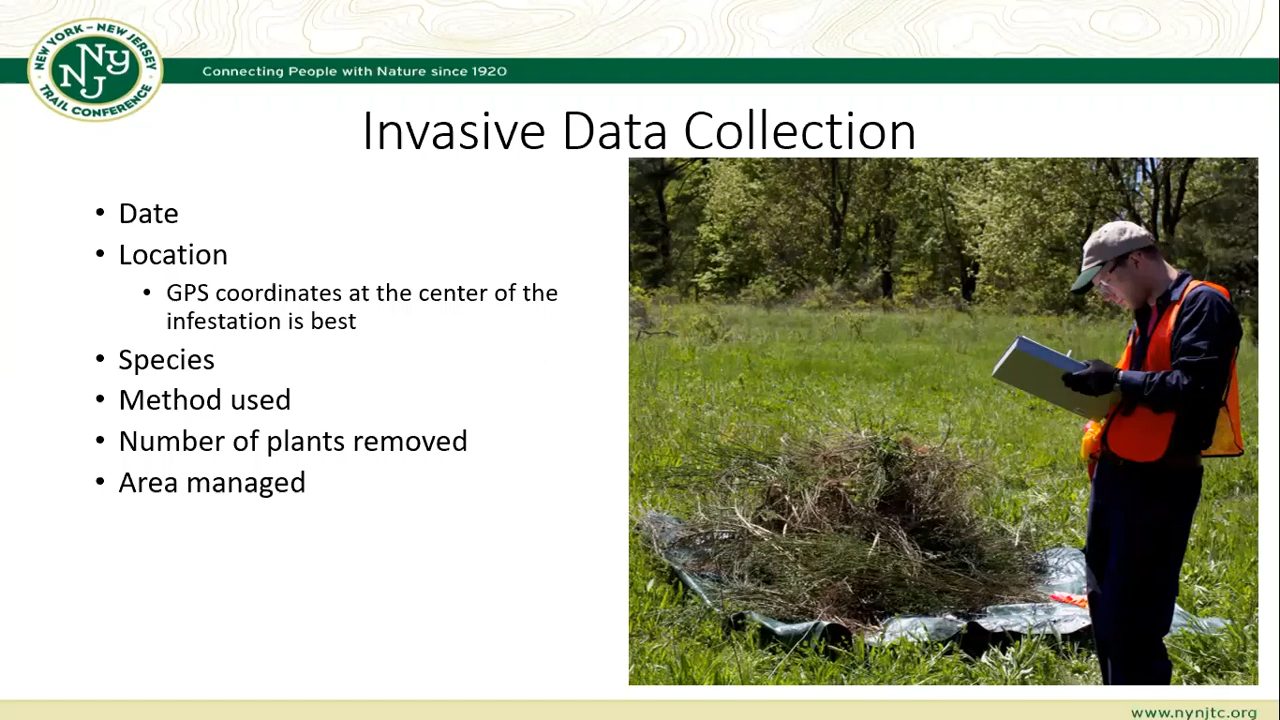 NEW YORK – NEW JERSEY
NY
NJ
TRAIL CONFERENCE
Connecting People with Nature since 1920
Invasive Data Collection
• Date
• Location
• GPS coordinates at the center of the
infestation is best
• Species
• Method used
• Number of plants removed
• Area managed
www.nynjtc.org